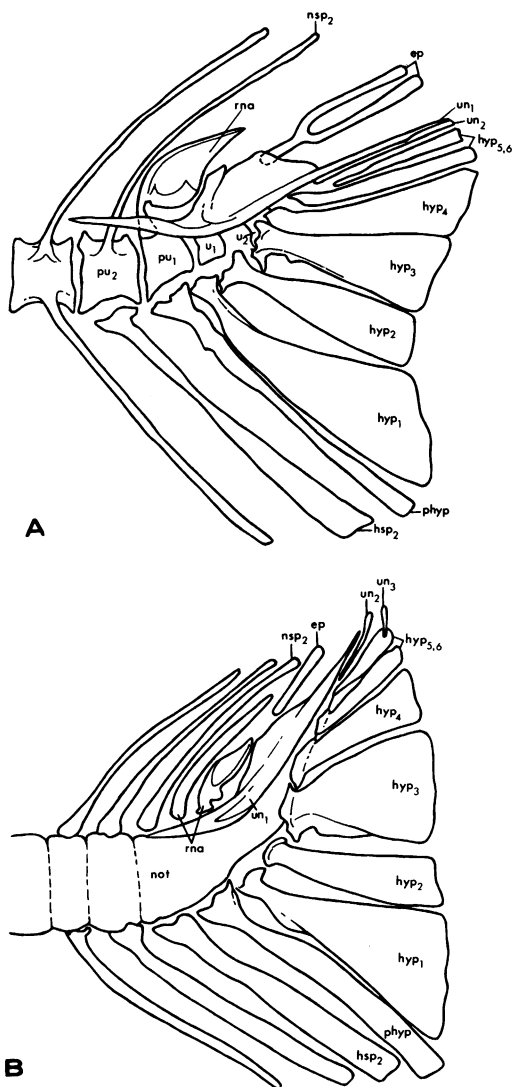 nsp2
ep
rna
un1
un2
hyp5,6
hyp4
pu2
pu1
u1
u2
hyp3
hyp2
hyp1
phyp
hsp2
A
un3
un2
ep
nsp2
hyp5,6
hyp4
hyp3
un1
rna
not
hyp2
hyp1
phyp
hsp2
B